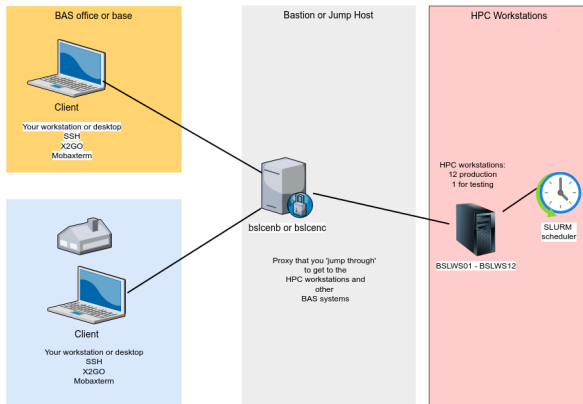 BAS office or base
Client
Your workstation or desktop
SSH
X2GO
Mobaxterm
Client
Your workstation or desktop
SSH
X2GO
Mobaxterm
Bastion or Jump Host
bslcenb or bslcenc
Proxy that you 'jump through'
to get to the
HPC workstations and
other
BAS systems
HPC Workstations
HPC workstations:
12 production
1 for testing
BSLWS01 - BSLWS12
SLURM
scheduler